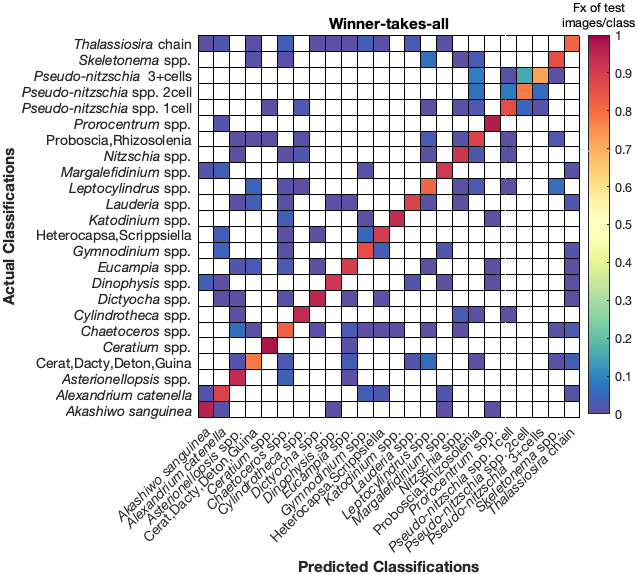 Winner-takes-all
Fx of test
images/class
Actual Classifications
Thalassiosira chain
Skeletonema spp.
Pseudo-nitzschia 3+cells
Pseudo-nitzschia spp. 2cell
Pseudo-nitzschia spp. 1cell
Prorocentrum spp.
Proboscia,Rhizosolenia
Nitzschia spp.
Margalefidinium spp.
Leptocylindrus spp.
Lauderia spp.
Katodinium spp.
Heterocapsa,Scrippsiella
Gymnodinium spp.
Eucampia spp.
Dinophysis spp.
Dictyocha spp.
Cylindrotheca spp.
Chaetoceros spp.
Ceratium spp.
Cerat,Dacty,Deton,Guina
Asterionellopsis spp.
Alexandrium catenella
Akashiwo sanguinea
1
0.9
0.8
0.7
0.6
0.5
0.4
0.3
0.2
0.1
0
Akashiwo sanguinea
Alexandrium catenella
Asterionellopsis spp.
Cerat,Dacty,Deton,Guina
Ceratium spp.
Chaetoceros spp.
Cylindrotheca spp.
Dictyocha spp.
Dinophysis spp.
Eucampia spp.
Gymnodinium spp.
Heterocapsa,Scrippsiella
Katodinium spp.
Lauderia spp.
Leptocylindrus spp.
Margalefidinium spp.
Nitzschia spp.
Proboscia,Rhizosolenia
Prorocentrum spp.
Pseudo-nitzschia spp. 1cell
Pseudo-nitzschia spp. 2cell
Pseudo-nitzschia 3+cells
Skeletonema spp.
Thalassiosira chain
Predicted Classifications